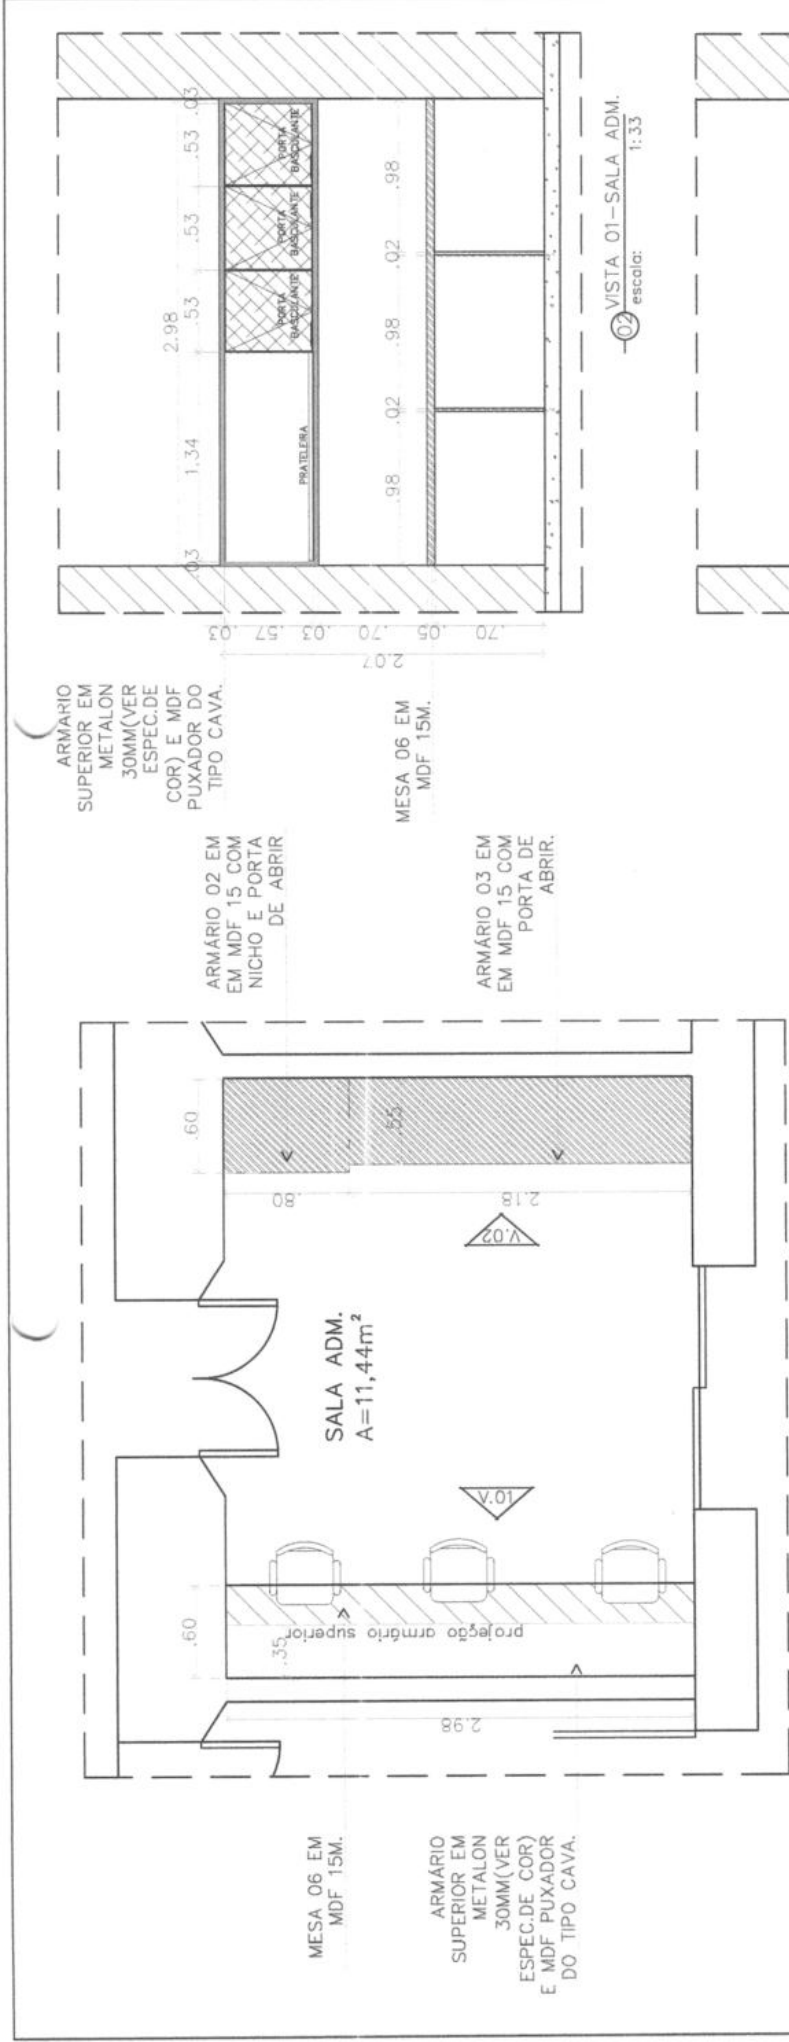 MESA 06 EM
MDF 15M.
ARMÁRIO
SUPERIOR EM
METALON
30MM(VER
ESPEC.DE COR)
E MDF PUXADOR
DO TIPO CAVA.
.60
.35
projeção armário superior
2.98
V.01
SALA ADM.
A=11,44m²
V.02
.60
.55
.80
2.18
ARMÁRIO 02 EM
EM MDF 15 COM
NICHO E PORTA
DE ABRIR
ARMÁRIO 03 EM
EM MDF 15 COM
PORTA DE
ABRIR.
ARMARIO
SUPERIOR EM
METALON
30MM(VER
ESPEC.DE
COR) E MDF
PUXADOR DO
TIPO CAVA.
MESA 06 EM
MDF 15M.
2.07
.03
.57
.03
.70
.05
.70
2.98
.03
1.34
.53
.53
.53
.03
PRATELEIRA
PORTA
BASCULANTE
PORTA
BASCULANTE
PORTA
BASCULANTE
.98
.02
.98
.02
.98
02
VISTA 01-SALA ADM.
escala:
1:33